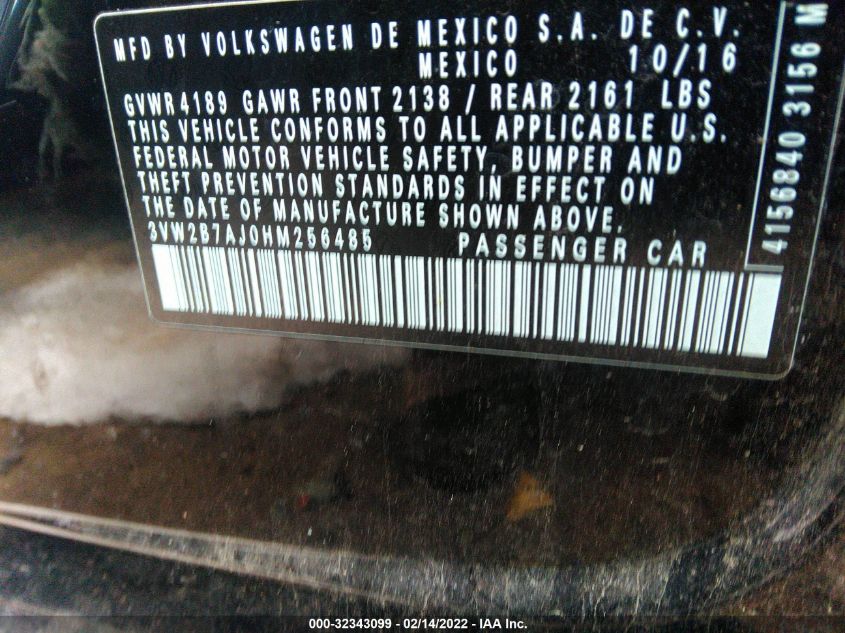 MFD BY VOLKSWAGEN DE MEXICO S.A. DE C.V.
MEXICO 10/16
GVWR 4189 GAWR FRONT 2138 / REAR 2161 LBS
THIS VEHICLE CONFORMS TO ALL APPLICABLE U.S.
FEDERAL MOTOR VEHICLE SAFETY, BUMPER AND
THEFT PREVENTION STANDARDS IN EFFECT ON
THE DATE OF MANUFACTURE SHOWN ABOVE.
3VW2B7AJ0HM256485 PASSENGER CAR
4156840 3156 M
000-32343099 - 02/14/2022 - IAA Inc.